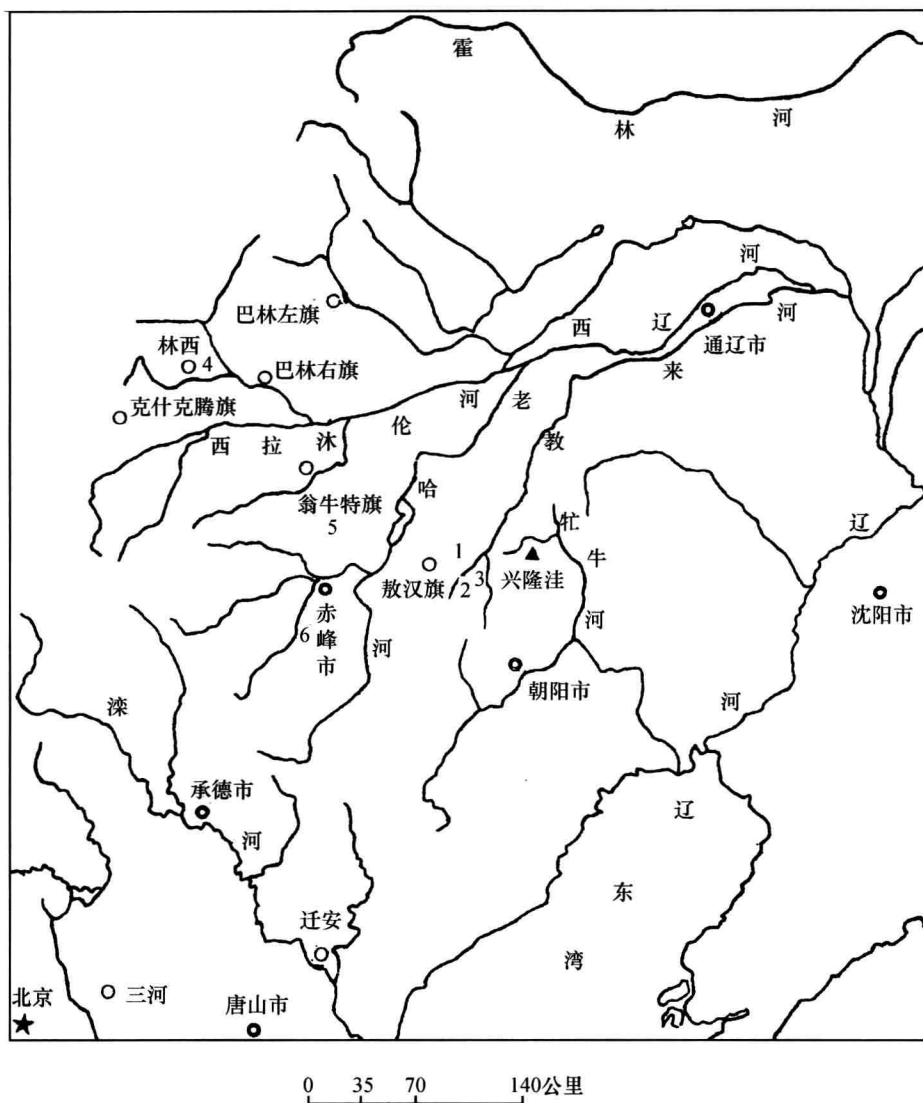 霍林河
西辽河
通辽市
巴林左旗
林西
4
巴林右旗
克什克腾旗
西拉沐伦河
老哈河
教来河
翁牛特旗
5
牤牛河
1
敖汉旗
2
3
兴隆洼
辽河
沈阳市
赤峰市
6
朝阳市
滦河
承德市
辽东湾
迁安
三河
北京
唐山市
0 35 70 140公里